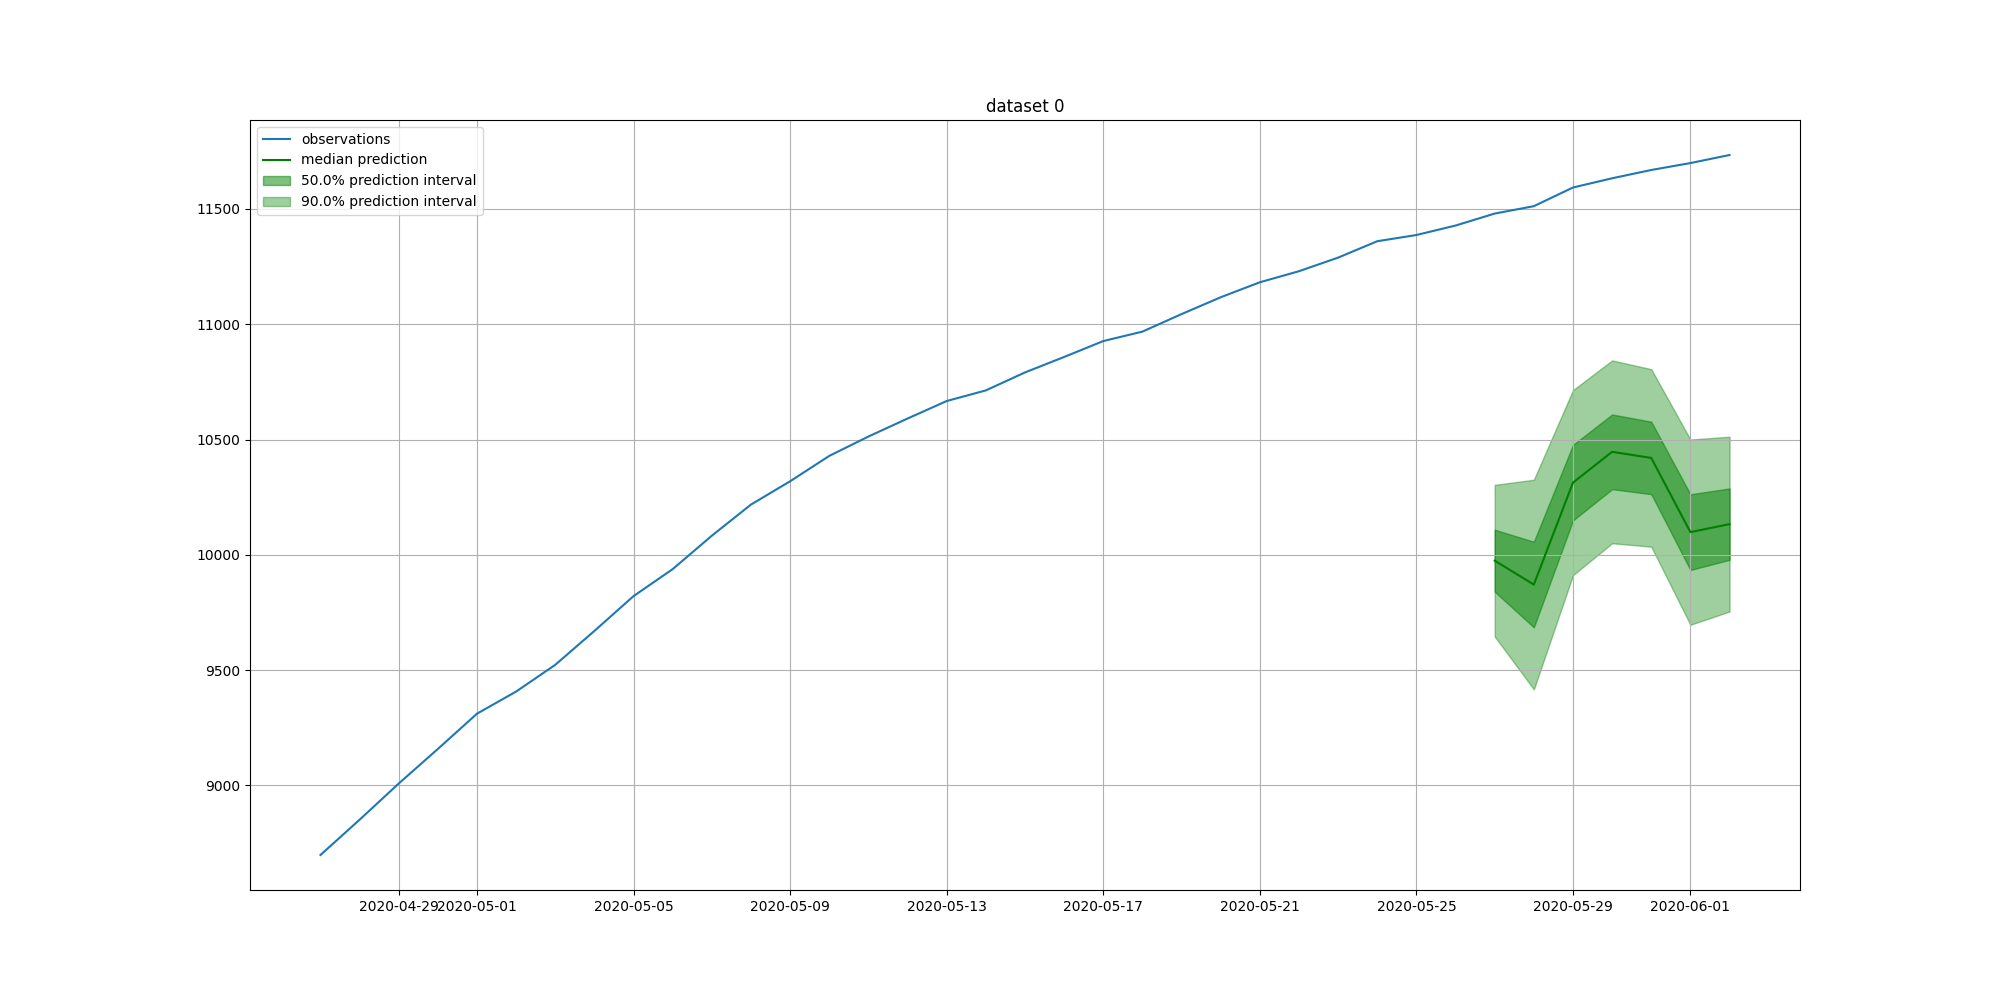 dataset 0
observations
median prediction
50.0% prediction interval
90.0% prediction interval
11500
11000
10500
10000
9500
9000
2020-04-29 2020-05-01 2020-05-05 2020-05-09 2020-05-13 2020-05-17 2020-05-21 2020-05-25 2020-05-29 2020-06-01